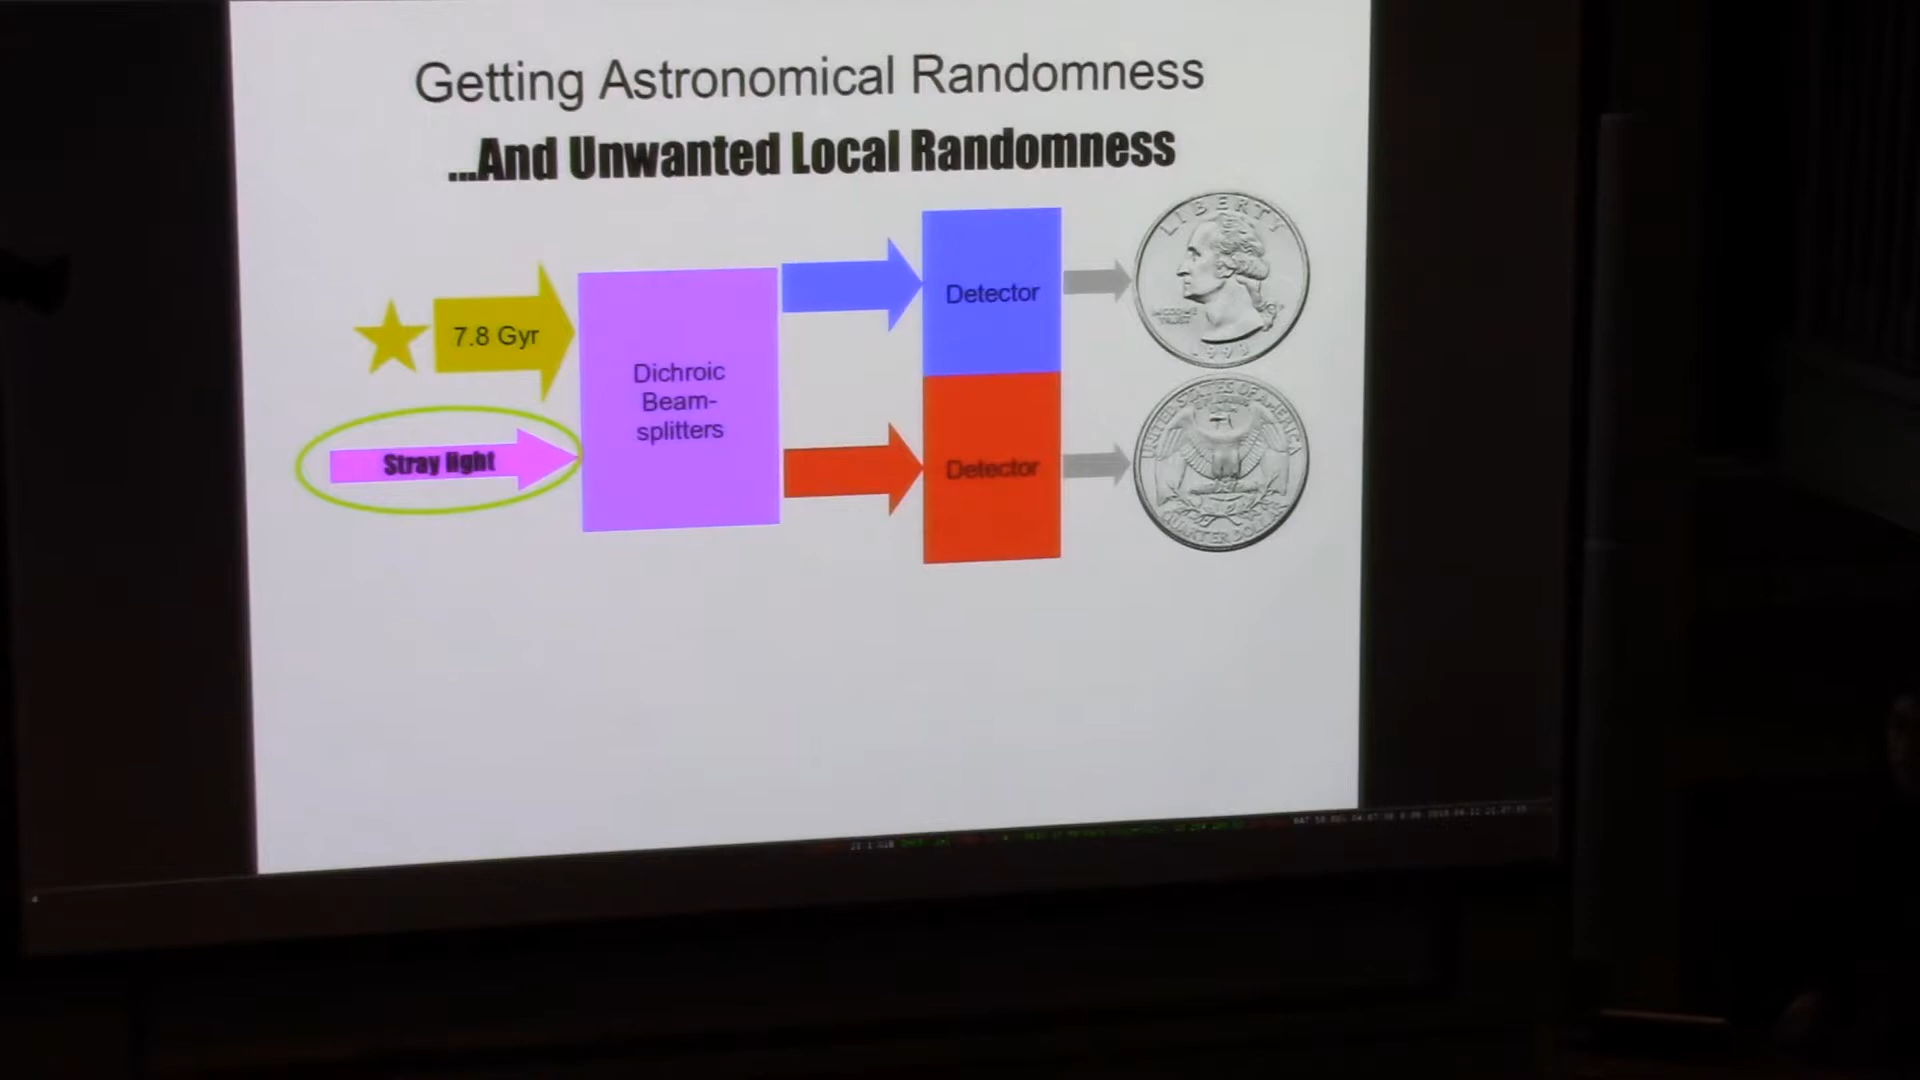 Getting Astronomical Randomness
...And Unwanted Local Randomness
7.8 Gyr
Stray light
Dichroic
Beam-
splitters
Detector
Detector
LIBERTY
UNITED STATES OF AMERICA
QUARTER DOLLAR